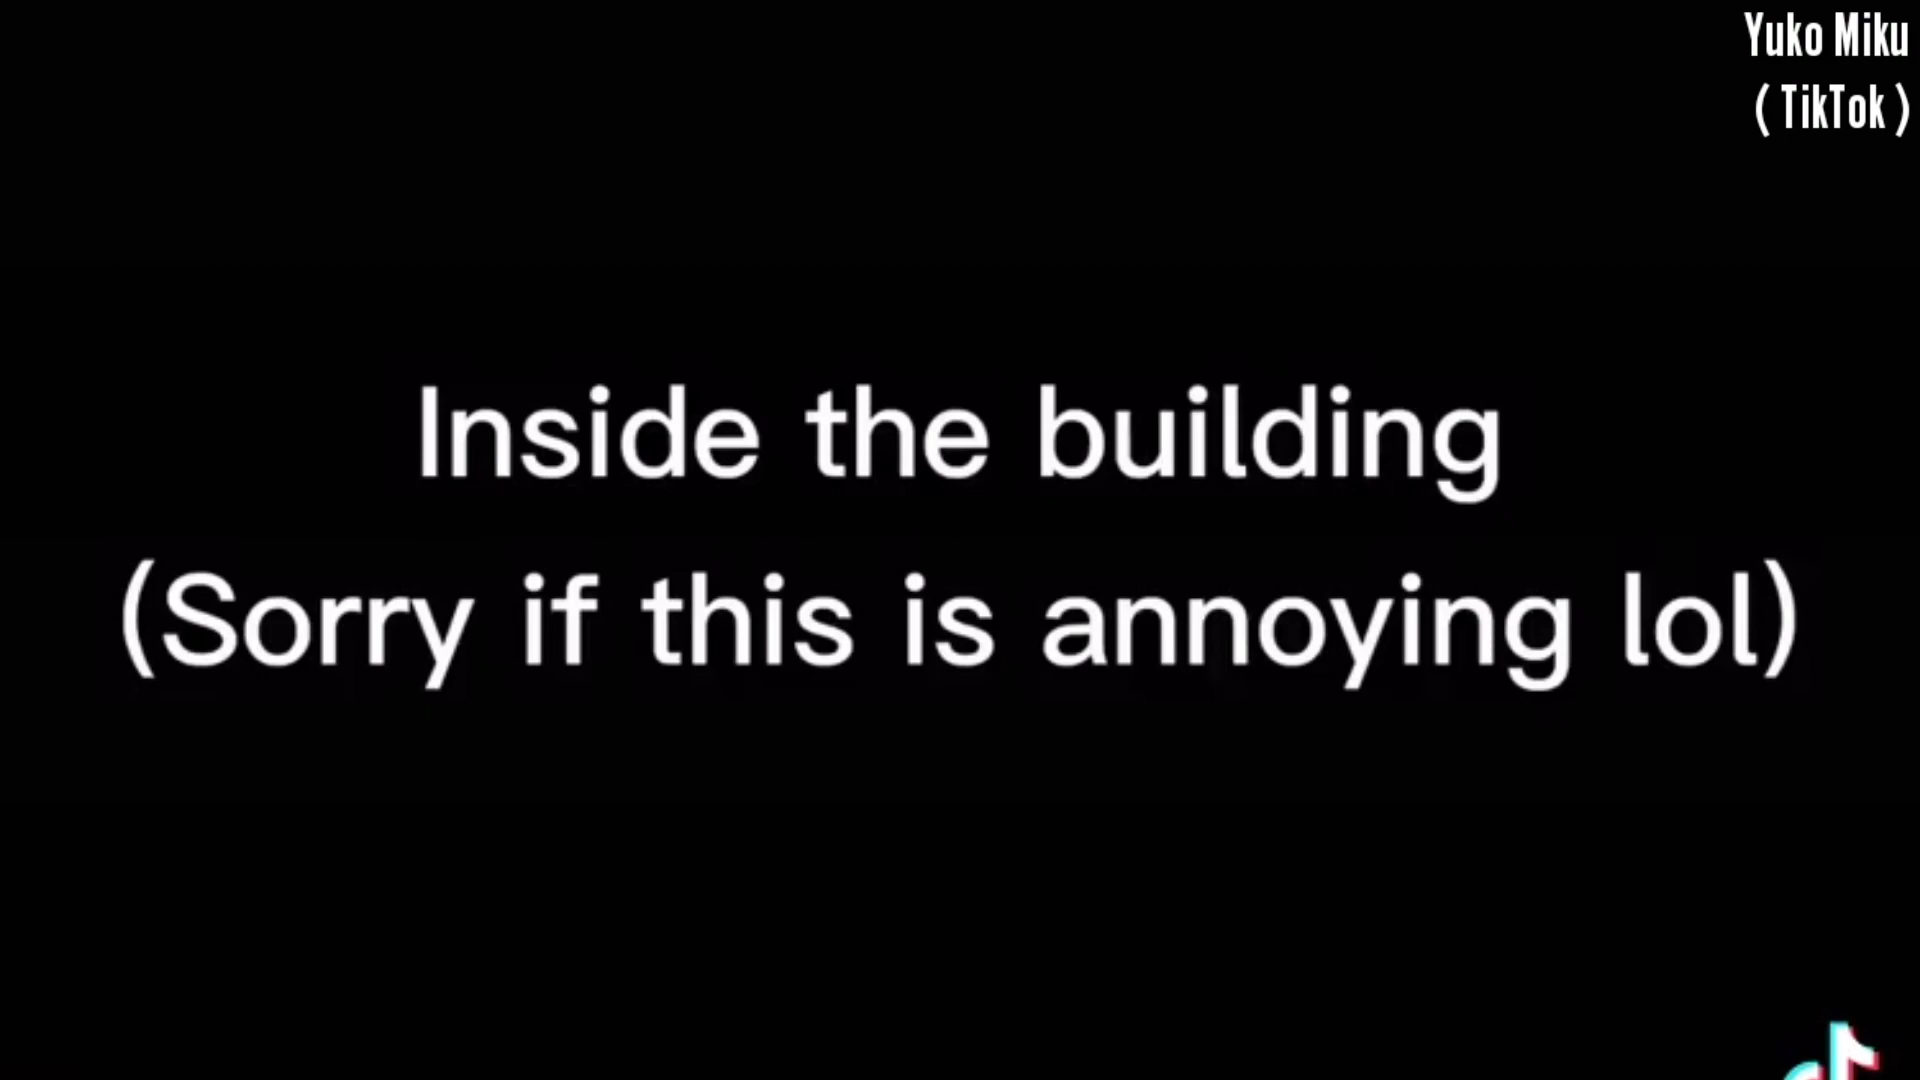 Yuko Miku
( TikTok )
Inside the building
(Sorry if this is annoying lol)